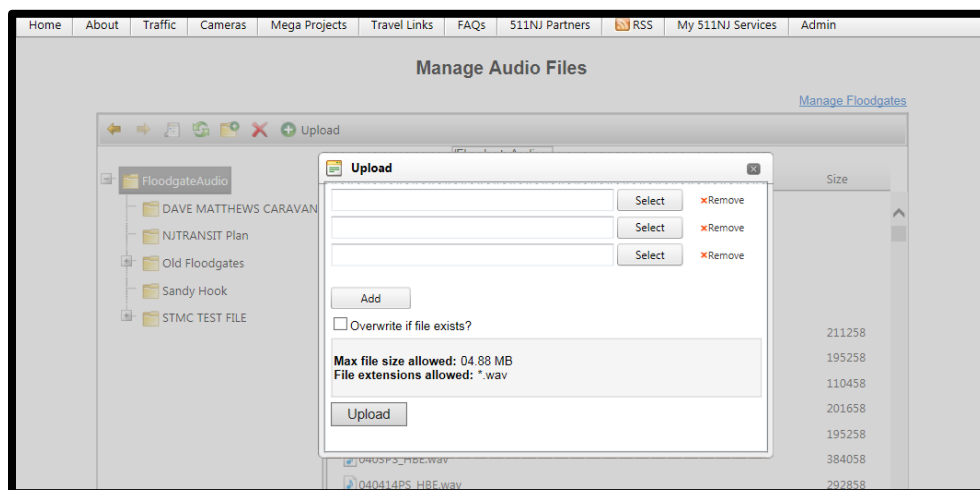 Home About Traffic Cameras Mega Projects Travel Links FAQs 511NJ Partners RSS My 511NJ Services Admin
Manage Audio Files
Manage Floodgates
Upload
FloodgateAudio
DAVE MATTHEWS CARAVAN
NJTRANSIT Plan
Old Floodgates
Sandy Hook
STMC TEST FILE
Upload
Select Remove
Select Remove
Select Remove
Add
Overwrite if file exists?
Max file size allowed: 04.88 MB
File extensions allowed: *.wav
Upload
Size
211258
195258
110458
201658
195258
0405PS_HBE.wav 384058
040414PS_HBE.wav 292858